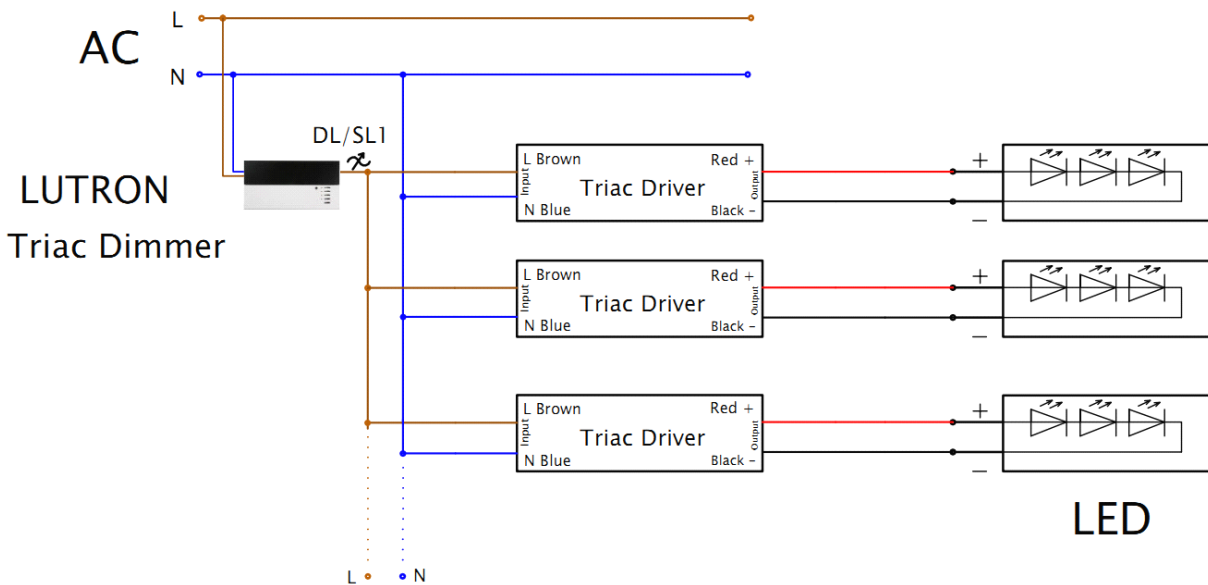 L
AC
N
DL/SL1
LUTRON
Triac Dimmer
L Brown
Red +
Input
Triac Driver
Output
N Blue
Black -
+
−
L Brown
Red +
Input
Triac Driver
Output
N Blue
Black -
+
−
L Brown
Red +
Input
Triac Driver
Output
N Blue
Black -
+
−
LED
L
N